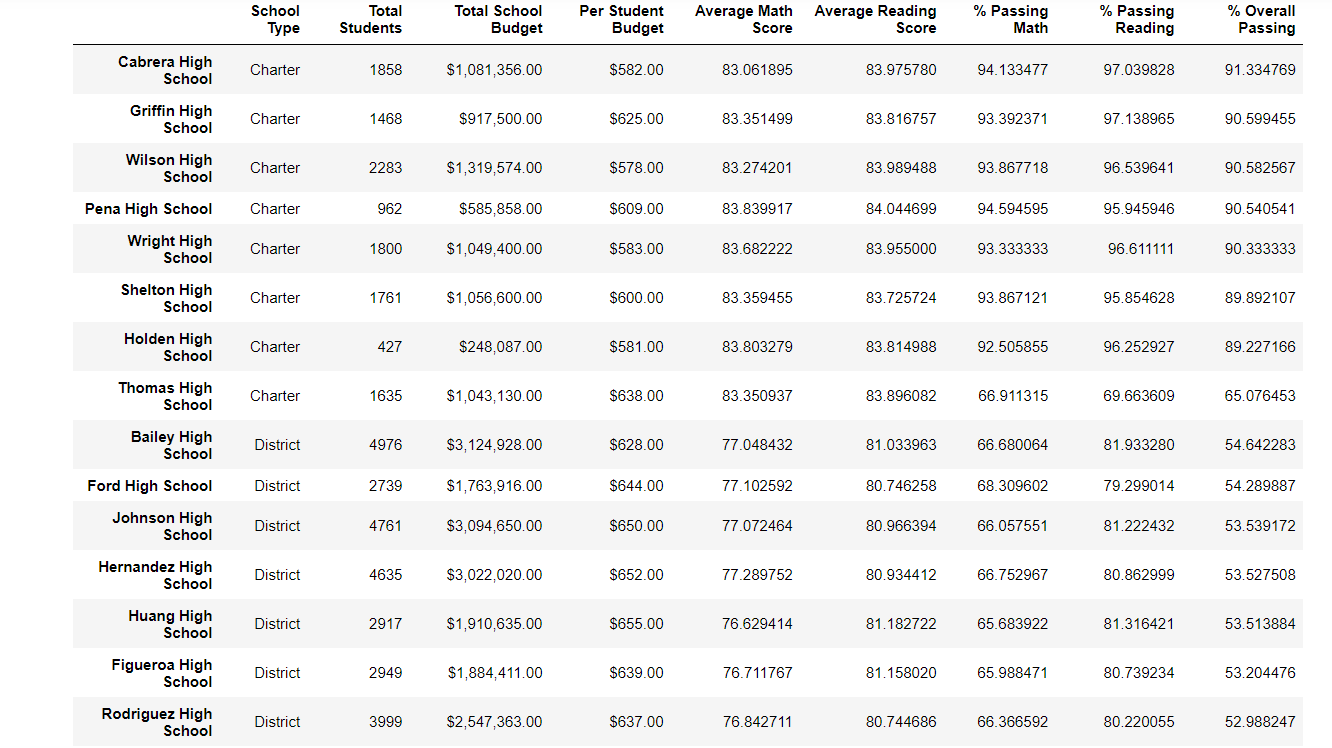 School Type Total Students Total School Budget Per Student Budget Average Math Score Average Reading Score % Passing Math % Passing Reading % Overall Passing
Cabrera High School Charter 1858 $1,081,356.00 $582.00 83.061895 83.975780 94.133477 97.039828 91.334769
Griffin High School Charter 1468 $917,500.00 $625.00 83.351499 83.816757 93.392371 97.138965 90.599455
Wilson High School Charter 2283 $1,319,574.00 $578.00 83.274201 83.989488 93.867718 96.539641 90.582567
Pena High School Charter 962 $585,858.00 $609.00 83.839917 84.044699 94.594595 95.945946 90.540541
Wright High School Charter 1800 $1,049,400.00 $583.00 83.682222 83.955000 93.333333 96.611111 90.333333
Shelton High School Charter 1761 $1,056,600.00 $600.00 83.359455 83.725724 93.867121 95.854628 89.892107
Holden High School Charter 427 $248,087.00 $581.00 83.803279 83.814988 92.505855 96.252927 89.227166
Thomas High School Charter 1635 $1,043,130.00 $638.00 83.350937 83.896082 66.911315 69.663609 65.076453
Bailey High School District 4976 $3,124,928.00 $628.00 77.048432 81.033963 66.680064 81.933280 54.642283
Ford High School District 2739 $1,763,916.00 $644.00 77.102592 80.746258 68.309602 79.299014 54.289887
Johnson High School District 4761 $3,094,650.00 $650.00 77.072464 80.966394 66.057551 81.222432 53.539172
Hernandez High School District 4635 $3,022,020.00 $652.00 77.289752 80.934412 66.752967 80.862999 53.527508
Huang High School District 2917 $1,910,635.00 $655.00 76.629414 81.182722 65.683922 81.316421 53.513884
Figueroa High School District 2949 $1,884,411.00 $639.00 76.711767 81.158020 65.988471 80.739234 53.204476
Rodriguez High School District 3999 $2,547,363.00 $637.00 76.842711 80.744686 66.366592 80.220055 52.988247